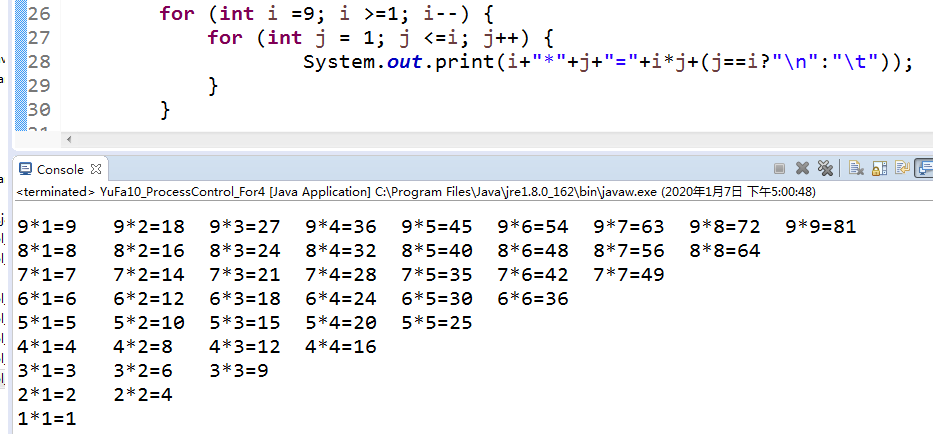 26 for (int i =9; i >=1; i--) {
27 for (int j = 1; j <=i; j++) {
28 System.out.print(i+"*"+j+"="+i*j+(j==i?"\n":"\t"));
29 }
30 }
Console
<terminated> YuFa10_ProcessControl_For4 [Java Application] C:\Program Files\Java\jre1.8.0_162\bin\javaw.exe (2020年1月7日 下午5:00:48)
9*1=9 9*2=18 9*3=27 9*4=36 9*5=45 9*6=54 9*7=63 9*8=72 9*9=81
8*1=8 8*2=16 8*3=24 8*4=32 8*5=40 8*6=48 8*7=56 8*8=64
7*1=7 7*2=14 7*3=21 7*4=28 7*5=35 7*6=42 7*7=49
6*1=6 6*2=12 6*3=18 6*4=24 6*5=30 6*6=36
5*1=5 5*2=10 5*3=15 5*4=20 5*5=25
4*1=4 4*2=8 4*3=12 4*4=16
3*1=3 3*2=6 3*3=9
2*1=2 2*2=4
1*1=1